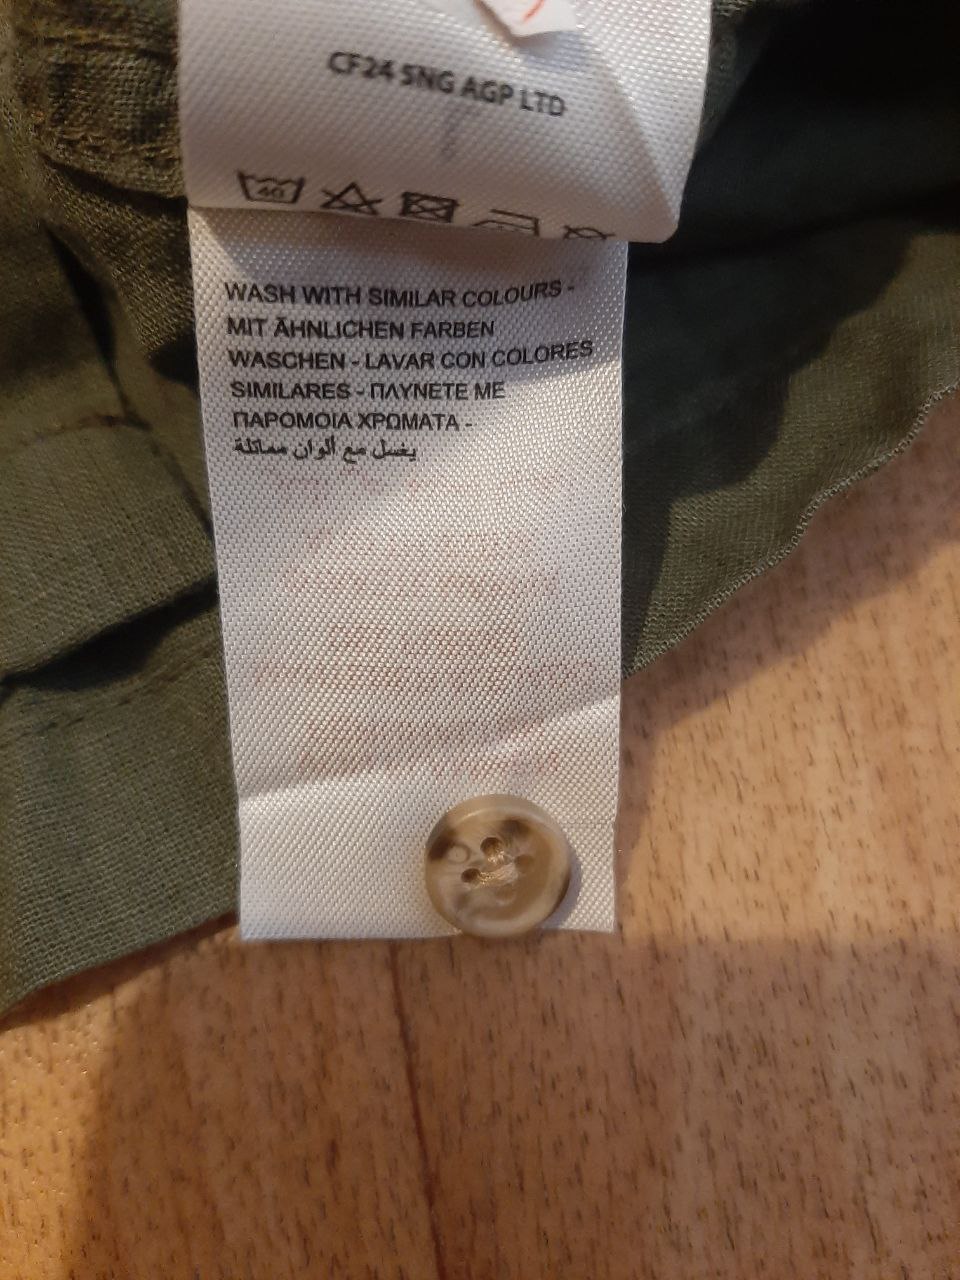 CF24 SNG AGP LTD
40
WASH WITH SIMILAR COLOURS -
MIT ÄHNLICHEN FARBEN
WASCHEN - LAVAR CON COLORES
SIMILARES - ΠΛΥΝΕΤΕ ΜΕ
ΠΑΡΟΜΟΙΑ ΧΡΩΜΑΤΑ -
يغسل مع ألوان مماثلة